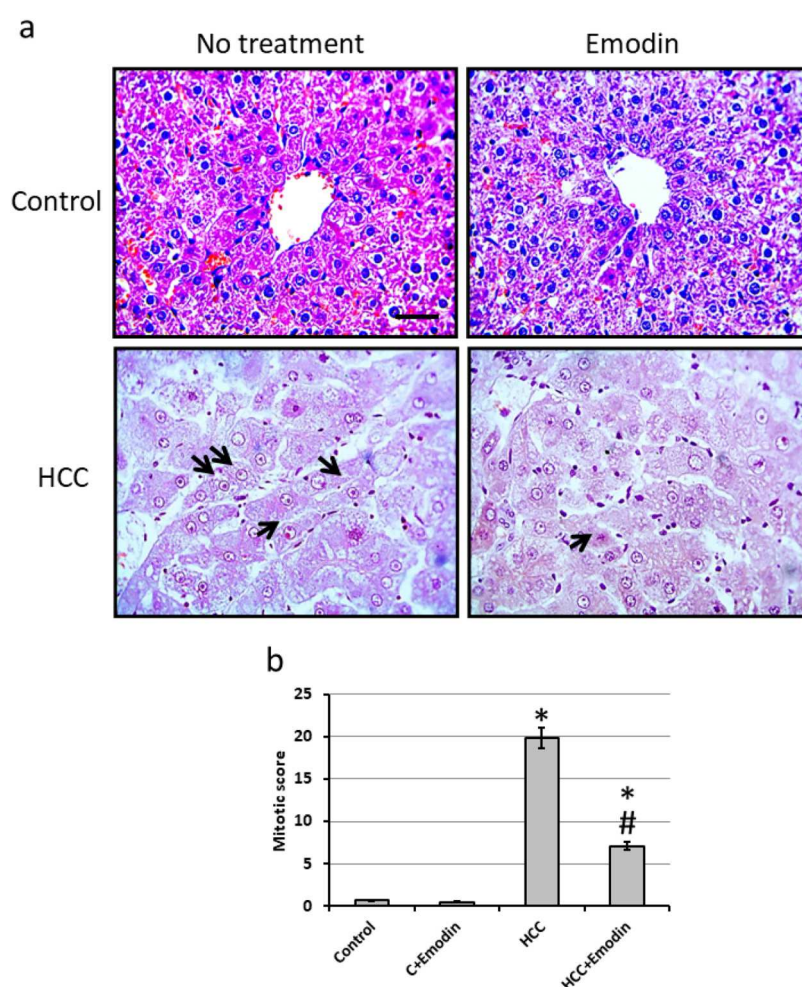 a
No treatment
Emodin
Control
HCC
b
25
20
15
10
5
0
Mitotic score
*
*
#
Control
C+Emodin
HCC
HCC+Emodin